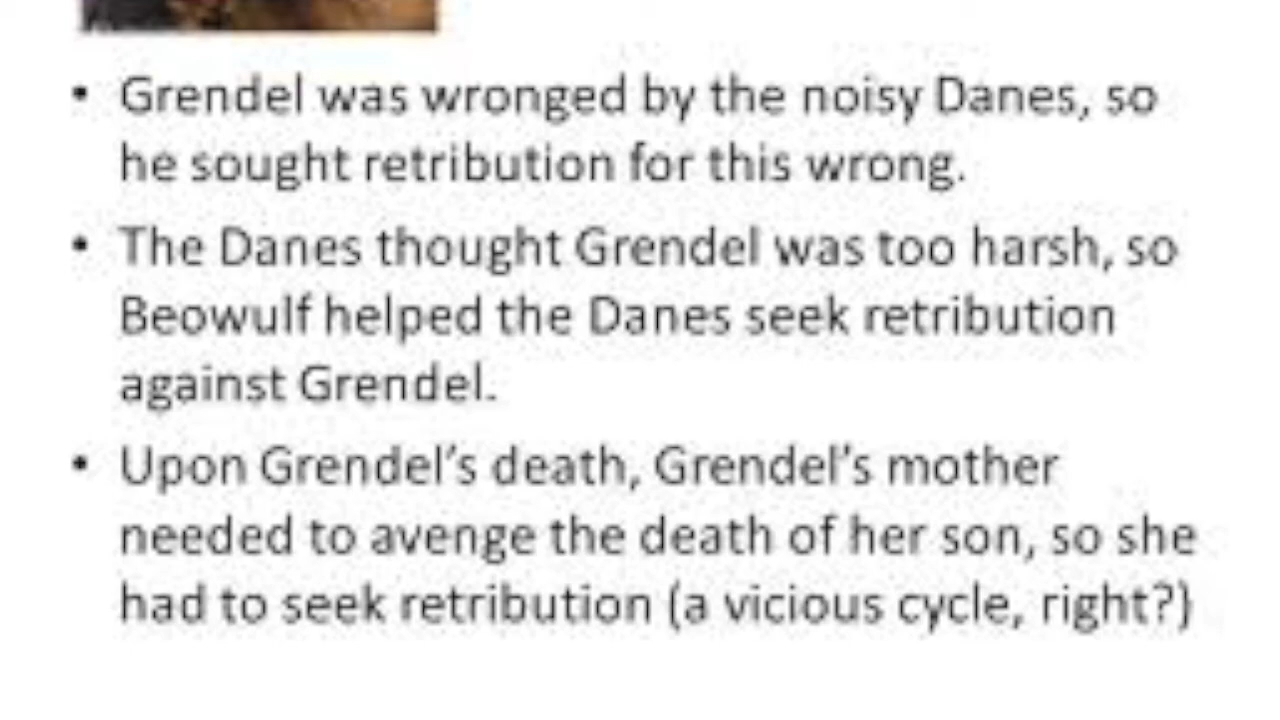 • Grendel was wronged by the noisy Danes, so
he sought retribution for this wrong.
• The Danes thought Grendel was too harsh, so
Beowulf helped the Danes seek retribution
against Grendel.
• Upon Grendel’s death, Grendel’s mother
needed to avenge the death of her son, so she
had to seek retribution (a vicious cycle, right?)